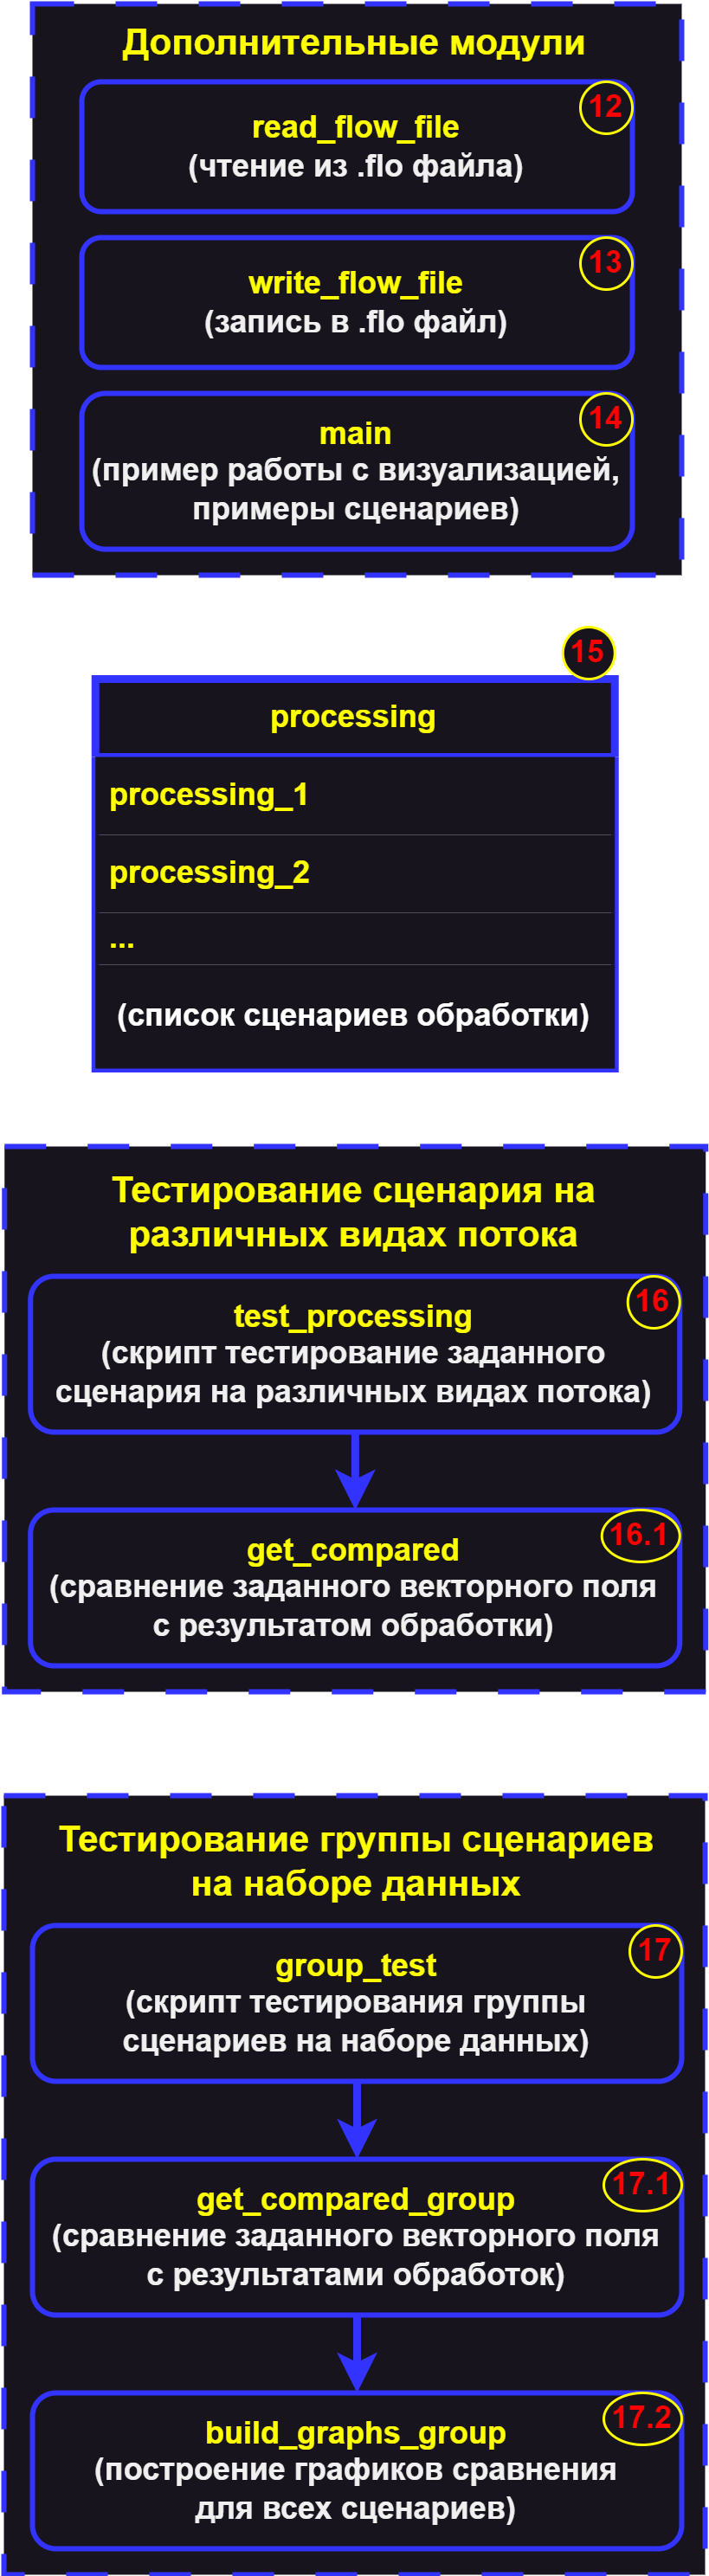 Дополнительные модули
12
read_flow_file
(чтение из .flo файла)
13
write_flow_file
(запись в .flo файл)
14
main
(пример работы с визуализацией,
примеры сценариев)
15
processing
processing_1
processing_2
...
(список сценариев обработки)
Тестирование сценария на
различных видах потока
16
test_processing
(скрипт тестирование заданного
сценария на различных видах потока)
16.1
get_compared
(сравнение заданного векторного поля
с результатом обработки)
Тестирование группы сценариев
на наборе данных
17
group_test
(скрипт тестирования группы
сценариев на наборе данных)
17.1
get_compared_group
(сравнение заданного векторного поля
с результатами обработок)
17.2
build_graphs_group
(построение графиков сравнения
для всех сценариев)